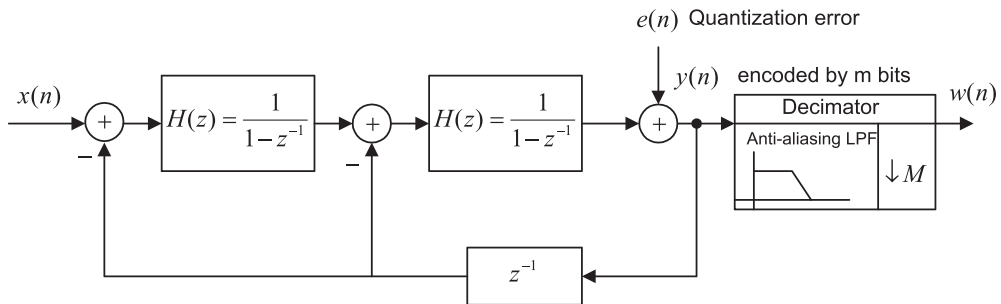 e(n) Quantization error
x(n)
+
−
H(z) = 1 / (1 − z⁻¹)
+
−
H(z) = 1 / (1 − z⁻¹)
+
y(n)
encoded by m bits
w(n)
Decimator
Anti-aliasing LPF
↓ M
z⁻¹